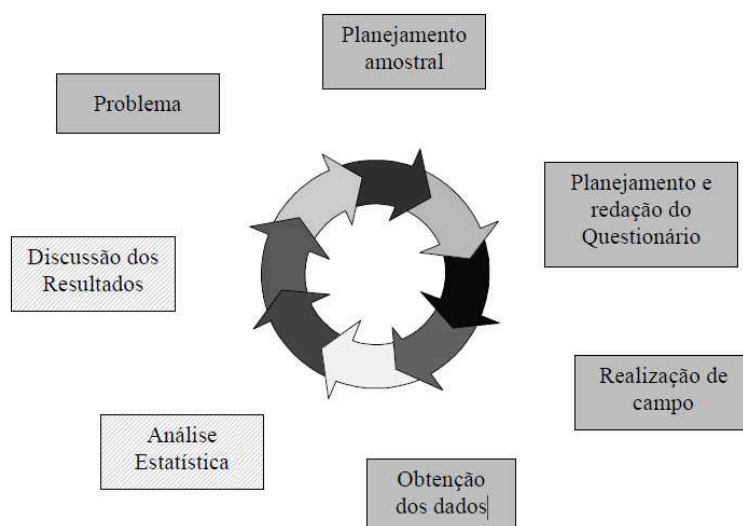 Planejamento
amostral
Problema
Planejamento e
redação do
Questionário
Discussão dos
Resultados
Realização de
campo
Análise
Estatística
Obtenção
dos dados